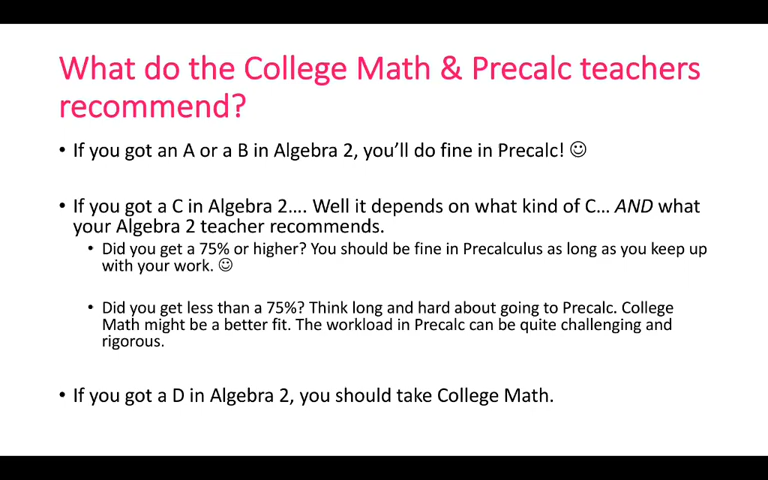 What do the College Math & Precalc teachers
recommend?
• If you got an A or a B in Algebra 2, you’ll do fine in Precalc! ☺
• If you got a C in Algebra 2…. Well it depends on what kind of C… AND what
your Algebra 2 teacher recommends.
• Did you get a 75% or higher? You should be fine in Precalculus as long as you keep up
with your work. ☺
• Did you get less than a 75%? Think long and hard about going to Precalc. College
Math might be a better fit. The workload in Precalc can be quite challenging and
rigorous.
• If you got a D in Algebra 2, you should take College Math.